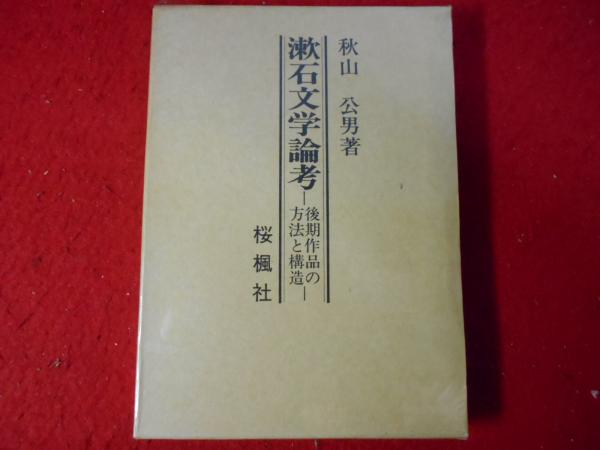 秋山 公男著
漱石文学論考
―後期作品の
方法と構造―
桜楓社